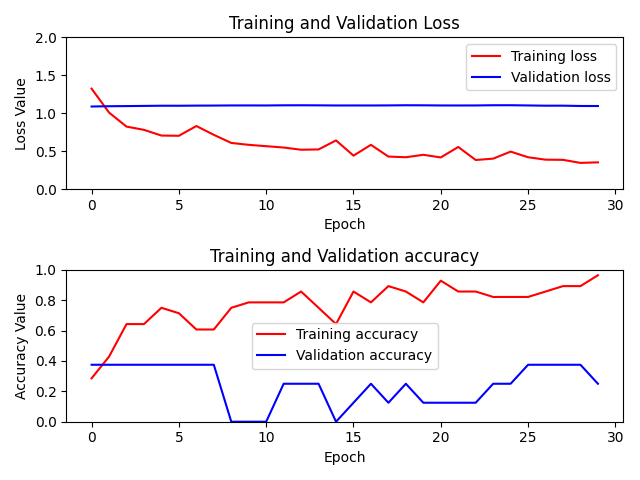 Training and Validation Loss
2.0
1.5
1.0
0.5
0.0
Loss Value
Training loss
Validation loss
0 5 10 15 20 25 30
Epoch
Training and Validation accuracy
1.0
0.8
0.6
0.4
0.2
0.0
Accuracy Value
Training accuracy
Validation accuracy
0 5 10 15 20 25 30
Epoch